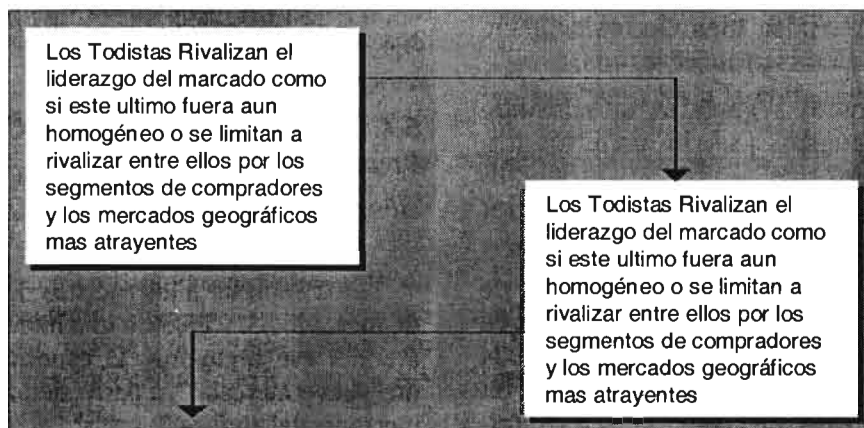 Los Todistas Rivalizan el
liderazgo del marcado como
si este ultimo fuera aun
homogéneo o se limitan a
rivalizar entre ellos por los
segmentos de compradores
y los mercados geográficos
mas atrayentes
Los Todistas Rivalizan el
liderazgo del marcado como
si este ultimo fuera aun
homogéneo o se limitan a
rivalizar entre ellos por los
segmentos de compradores
y los mercados geográficos
mas atrayentes